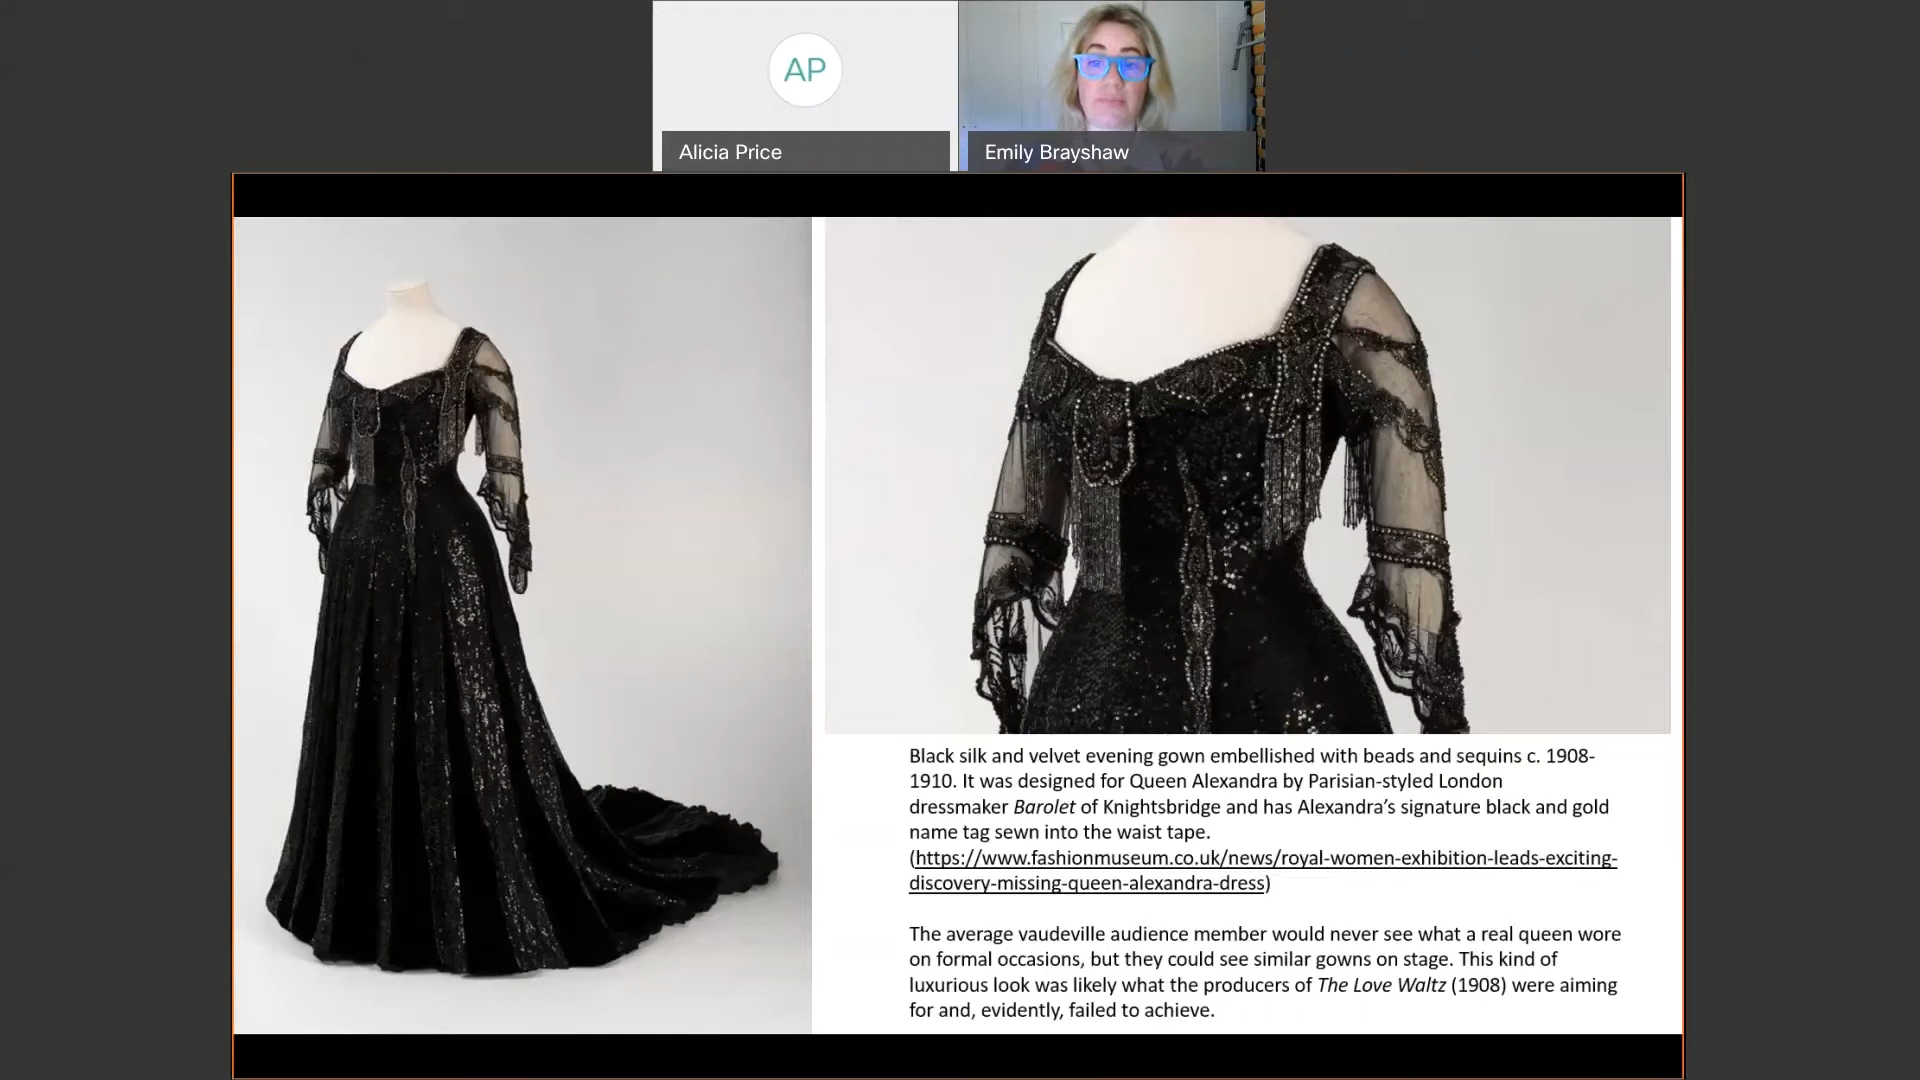 AP
Alicia Price
Emily Brayshaw
Black silk and velvet evening gown embellished with beads and sequins c. 1908-
1910. It was designed for Queen Alexandra by Parisian-styled London
dressmaker Barolet of Knightsbridge and has Alexandra’s signature black and gold
name tag sewn into the waist tape.
(https://www.fashionmuseum.co.uk/news/royal-women-exhibition-leads-exciting-
discovery-missing-queen-alexandra-dress)
The average vaudeville audience member would never see what a real queen wore
on formal occasions, but they could see similar gowns on stage. This kind of
luxurious look was likely what the producers of The Love Waltz (1908) were aiming
for and, evidently, failed to achieve.